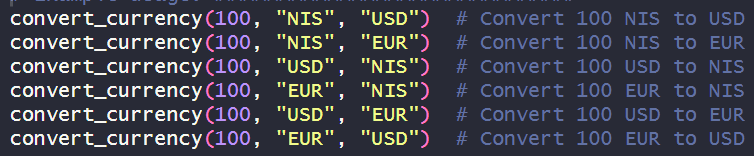 convert_currency(100, "NIS", "USD")  # Convert 100 NIS to USD
convert_currency(100, "NIS", "EUR")  # Convert 100 NIS to EUR
convert_currency(100, "USD", "NIS")  # Convert 100 USD to NIS
convert_currency(100, "EUR", "NIS")  # Convert 100 EUR to NIS
convert_currency(100, "USD", "EUR")  # Convert 100 USD to EUR
convert_currency(100, "EUR", "USD")  # Convert 100 EUR to USD